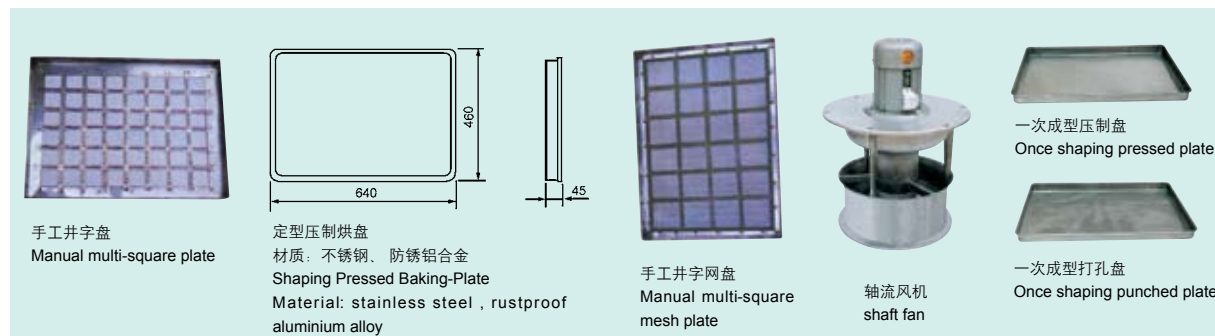 手工井字盘
Manual multi-square plate
640
460
45
定型压制烘盘
材质：不锈钢、 防锈铝合金
Shaping Pressed Baking-Plate
Material: stainless steel , rustproof
aluminium alloy
手工井字网盘
Manual multi-square
mesh plate
轴流风机
shaft fan
一次成型压制盘
Once shaping pressed plate
一次成型打孔盘
Once shaping punched plate